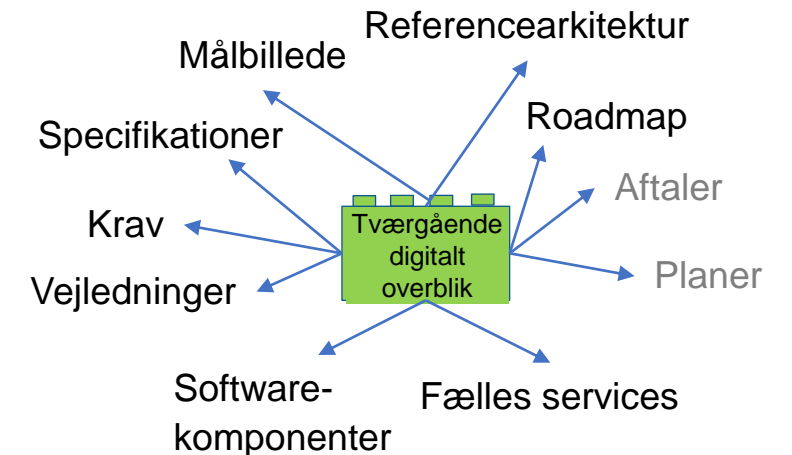 Referencearkitektur
Målbillede
Roadmap
Specifikationer
Aftaler
Krav
Tværgående
digitalt
overblik
Planer
Vejledninger
Software-
komponenter
Fælles services